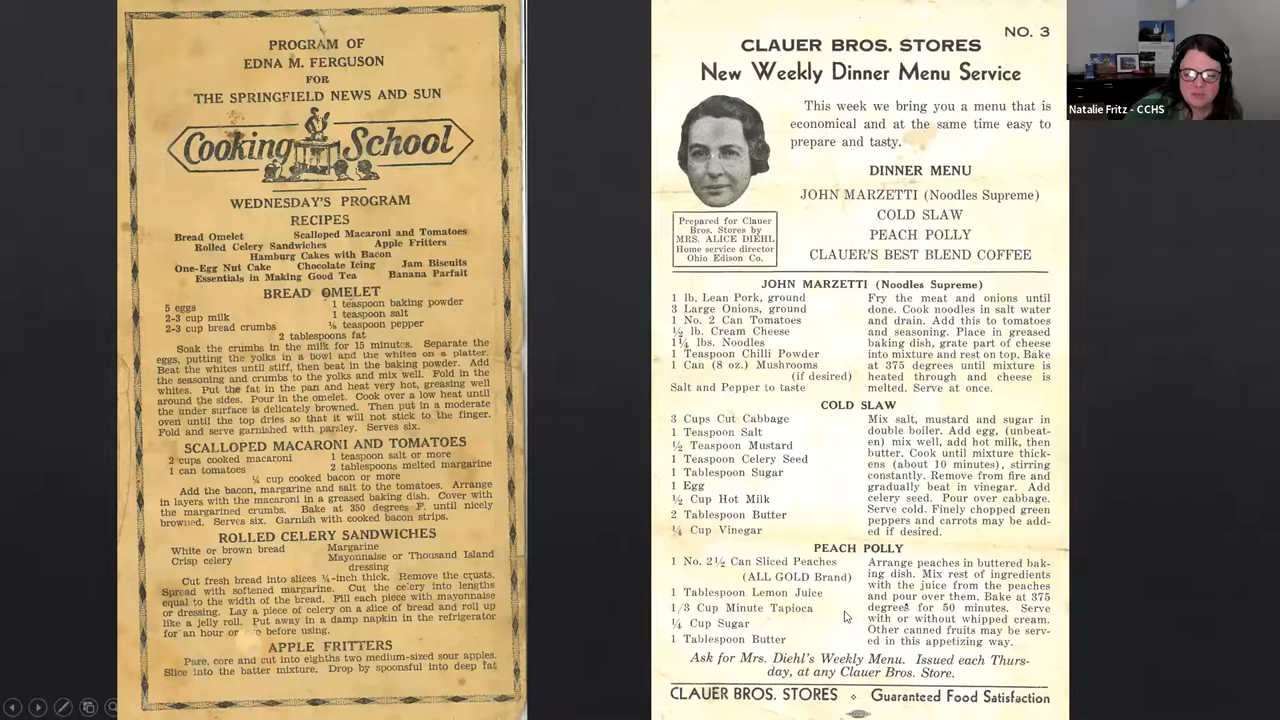 PROGRAM OF
EDNA M. FERGUSON
FOR
THE SPRINGFIELD NEWS AND SUN
Cooking School
WEDNESDAY'S PROGRAM
RECIPES
Bread Omelet Scalloped Macaroni and Tomatoes
Rolled Celery Sandwiches Apple Fritters
Hamburg Cakes with Bacon
One-Egg Nut Cake Chocolate Icing Jam Biscuits
Essentials in Making Good Tea Banana Parfait
BREAD OMELET
5 eggs 1 teaspoon baking powder
2-3 cup milk 1 teaspoon salt
2-3 cup bread crumbs ⅛ teaspoon pepper
2 tablespoons fat
Soak the crumbs in the milk for 15 minutes. Separate the
eggs, putting the yolks in a bowl and the whites on a platter.
Beat the whites until stiff, then beat in the baking powder. Add
the seasoning and crumbs to the yolks and mix well. Fold in the
whites. Put the fat in the pan and heat very hot, greasing well
around the sides. Pour in the omelet. Cook over a low heat until
the under surface is delicately browned. Then put in a moderate
oven until the top dries so that it will not stick to the finger.
Fold and serve garnished with parsley. Serves six.
SCALLOPED MACARONI AND TOMATOES
2 cups cooked macaroni 1 teaspoon salt or more
1 can tomatoes 2 tablespoons melted margarine
¼ cup cooked bacon or more
Add the bacon, margarine and salt to the tomatoes. Arrange
in layers with the macaroni in a greased baking dish. Cover with
the margarined crumbs. Bake at 350 degrees F. until nicely
browned. Serves six. Garnish with cooked bacon strips.
ROLLED CELERY SANDWICHES
White or brown bread Margarine
Crisp celery Mayonnaise or Thousand Island
dressing
Cut fresh bread into slices ¼-inch thick. Remove the crusts.
Spread with softened margarine. Cut the celery into lengths
equal to the width of the bread. Fill each piece with mayonnaise
or dressing. Lay a piece of celery on a slice of bread and roll up
like a jelly roll. Put away in a damp napkin in the refrigerator
for an hour or before using.
APPLE FRITTERS
Pare, core and cut into eighths two medium-sized sour apples.
Slice into the batter mixture. Drop by spoonsful into deep fat
NO. 3
CLAUER BROS. STORES
New Weekly Dinner Menu Service
This week we bring you a menu that is
economical and at the same time easy to
prepare and tasty.
DINNER MENU
JOHN MARZETTI (Noodles Supreme)
COLD SLAW
PEACH POLLY
CLAUER'S BEST BLEND COFFEE
Prepared for Clauer
Bros. Stores by
MRS. ALICE DIEHL
Home service director
Ohio Edison Co.
JOHN MARZETTI (Noodles Supreme)
1 lb. Lean Pork, ground
3 Large Onions, ground
1 No. 2 Can Tomatoes
½ lb. Cream Cheese
1¼ lbs. Noodles
1 Teaspoon Chilli Powder
1 Can (8 oz.) Mushrooms
(if desired)
Salt and Pepper to taste
Fry the meat and onions until
done. Cook noodles in salt water
and drain. Add this to tomatoes
and seasoning. Place in greased
baking dish, grate part of cheese
into mixture and rest on top. Bake
at 375 degrees until mixture is
heated through and cheese is
melted. Serve at once.
COLD SLAW
3 Cups Cut Cabbage
1 Teaspoon Salt
½ Teaspoon Mustard
1 Teaspoon Celery Seed
1 Tablespoon Sugar
1 Egg
½ Cup Hot Milk
2 Tablespoon Butter
¼ Cup Vinegar
Mix salt, mustard and sugar in
double boiler. Add egg, (unbeat-
en) mix well, add hot milk, then
butter. Cook until mixture thick-
ens (about 10 minutes), stirring
constantly. Remove from fire and
gradually beat in vinegar. Add
celery seed. Pour over cabbage.
Serve cold. Finely chopped green
peppers and carrots may be add-
ed if desired.
PEACH POLLY
1 No. 2½ Can Sliced Peaches
(ALL GOLD Brand)
1 Tablespoon Lemon Juice
1/3 Cup Minute Tapioca
¼ Cup Sugar
1 Tablespoon Butter
Arrange peaches in buttered bak-
ing dish. Mix rest of ingredients
with the juice from the peaches
and pour over them. Bake at 375
degrees for 50 minutes. Serve
with or without whipped cream.
Other canned fruits may be serv-
ed in this appetizing way.
Ask for Mrs. Diehl's Weekly Menu. Issued each Thurs-
day, at any Clauer Bros. Store.
CLAUER BROS. STORES Guaranteed Food Satisfaction
Natalie Fritz - CCHS